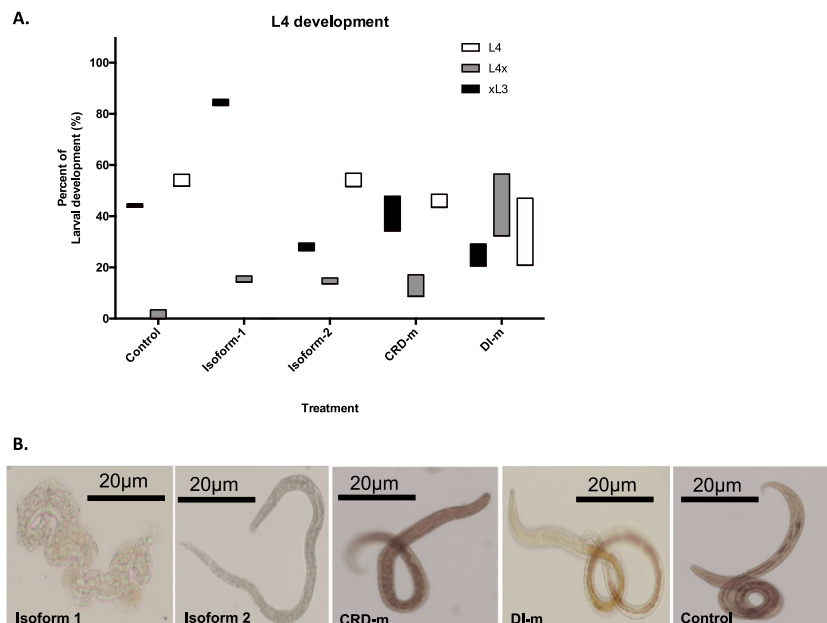 A.
L4 development
L4
L4x
xL3
100
80
60
40
20
0
Percent of
Larval development (%)
Control
Isoform-1
Isoform-2
CRD-m
DI-m
Treatment
B.
20µm
20µm
20µm
20µm
20µm
Isoform 1
Isoform 2
CRD-m
DI-m
Control